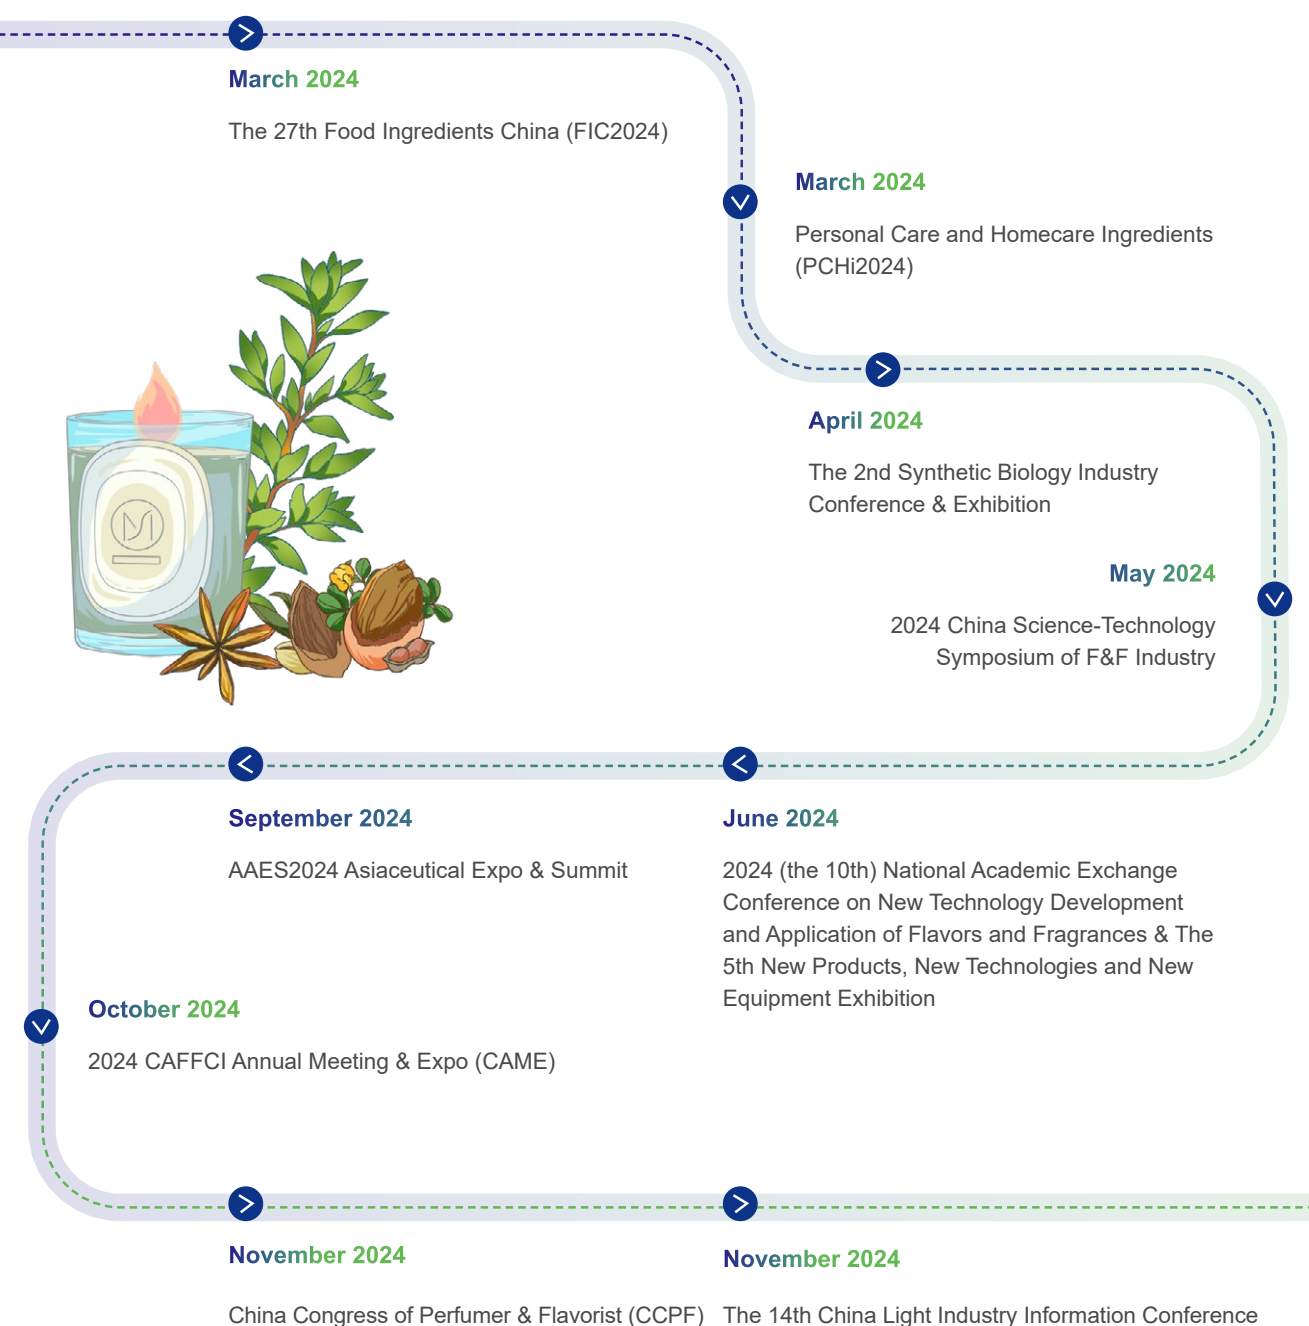 March 2024
The 27th Food Ingredients China (FIC2024)
March 2024
Personal Care and Homecare Ingredients
(PCHi2024)
April 2024
The 2nd Synthetic Biology Industry
Conference & Exhibition
May 2024
2024 China Science-Technology
Symposium of F&F Industry
June 2024
2024 (the 10th) National Academic Exchange
Conference on New Technology Development
and Application of Flavors and Fragrances & The
5th New Products, New Technologies and New
Equipment Exhibition
September 2024
AAES2024 Asiaceutical Expo & Summit
October 2024
2024 CAFFCI Annual Meeting & Expo (CAME)
November 2024
China Congress of Perfumer & Flavorist (CCPF)
November 2024
The 14th China Light Industry Information Conference